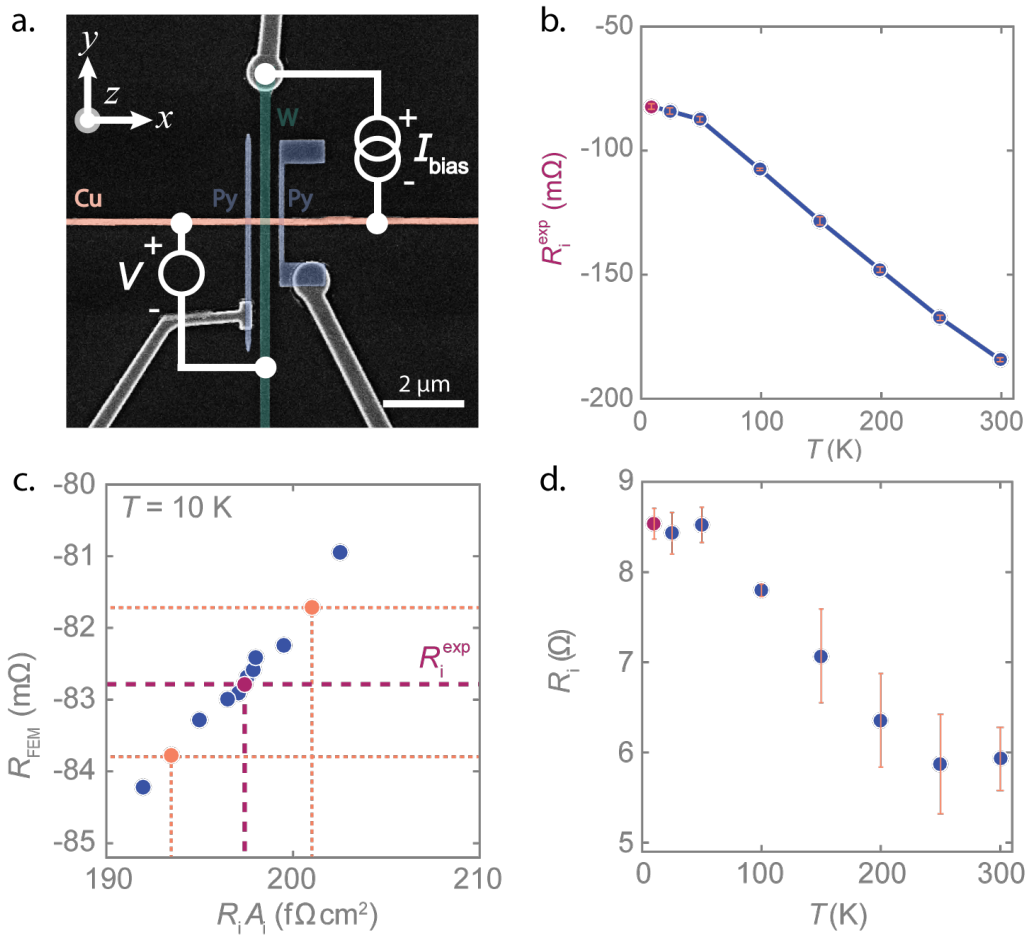 a.
y
z
x
W
+
I_bias
-
Cu
Py
Py
+
V
-
2 μm
b.
-50
-100
-150
-200
R_i^exp (mΩ)
0
100
200
300
T (K)
c.
T = 10 K
-80
-81
-82
-83
-84
-85
R_FEM (mΩ)
R_i^exp
190
200
210
R_i A_i (fΩ cm²)
d.
9
8
7
6
5
R_i (Ω)
0
100
200
300
T (K)